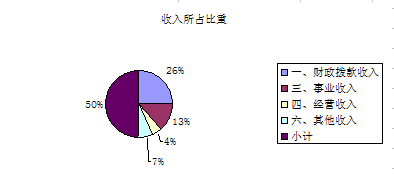 收入所占比重
26%
13%
4%
7%
50%
一、财政拨款收入
三、事业收入
四、经营收入
六、其他收入
小计